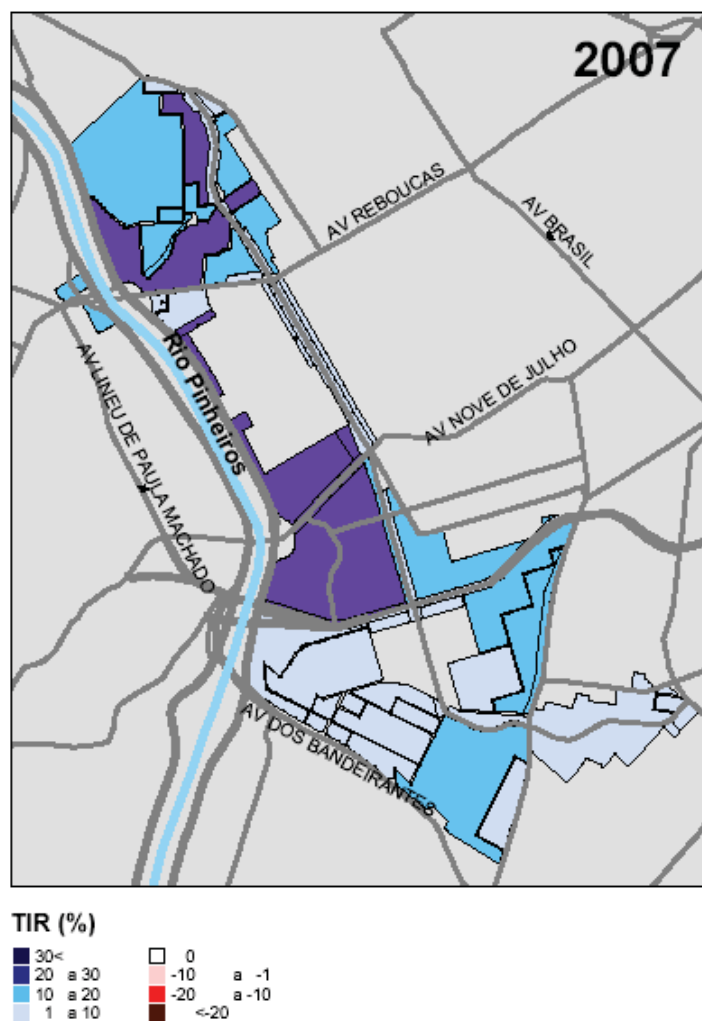 2007
AV REBOUCAS
AV BRASIL
Rio Pinheiros
AV NOVE DE JULHO
AV LINEU DE PAULA MACHADO
AV DOS BANDEIRANTES
TIR (%)
30<
20 a 30
10 a 20
1 a 10
0
-10 a -1
-20 a -10
<-20